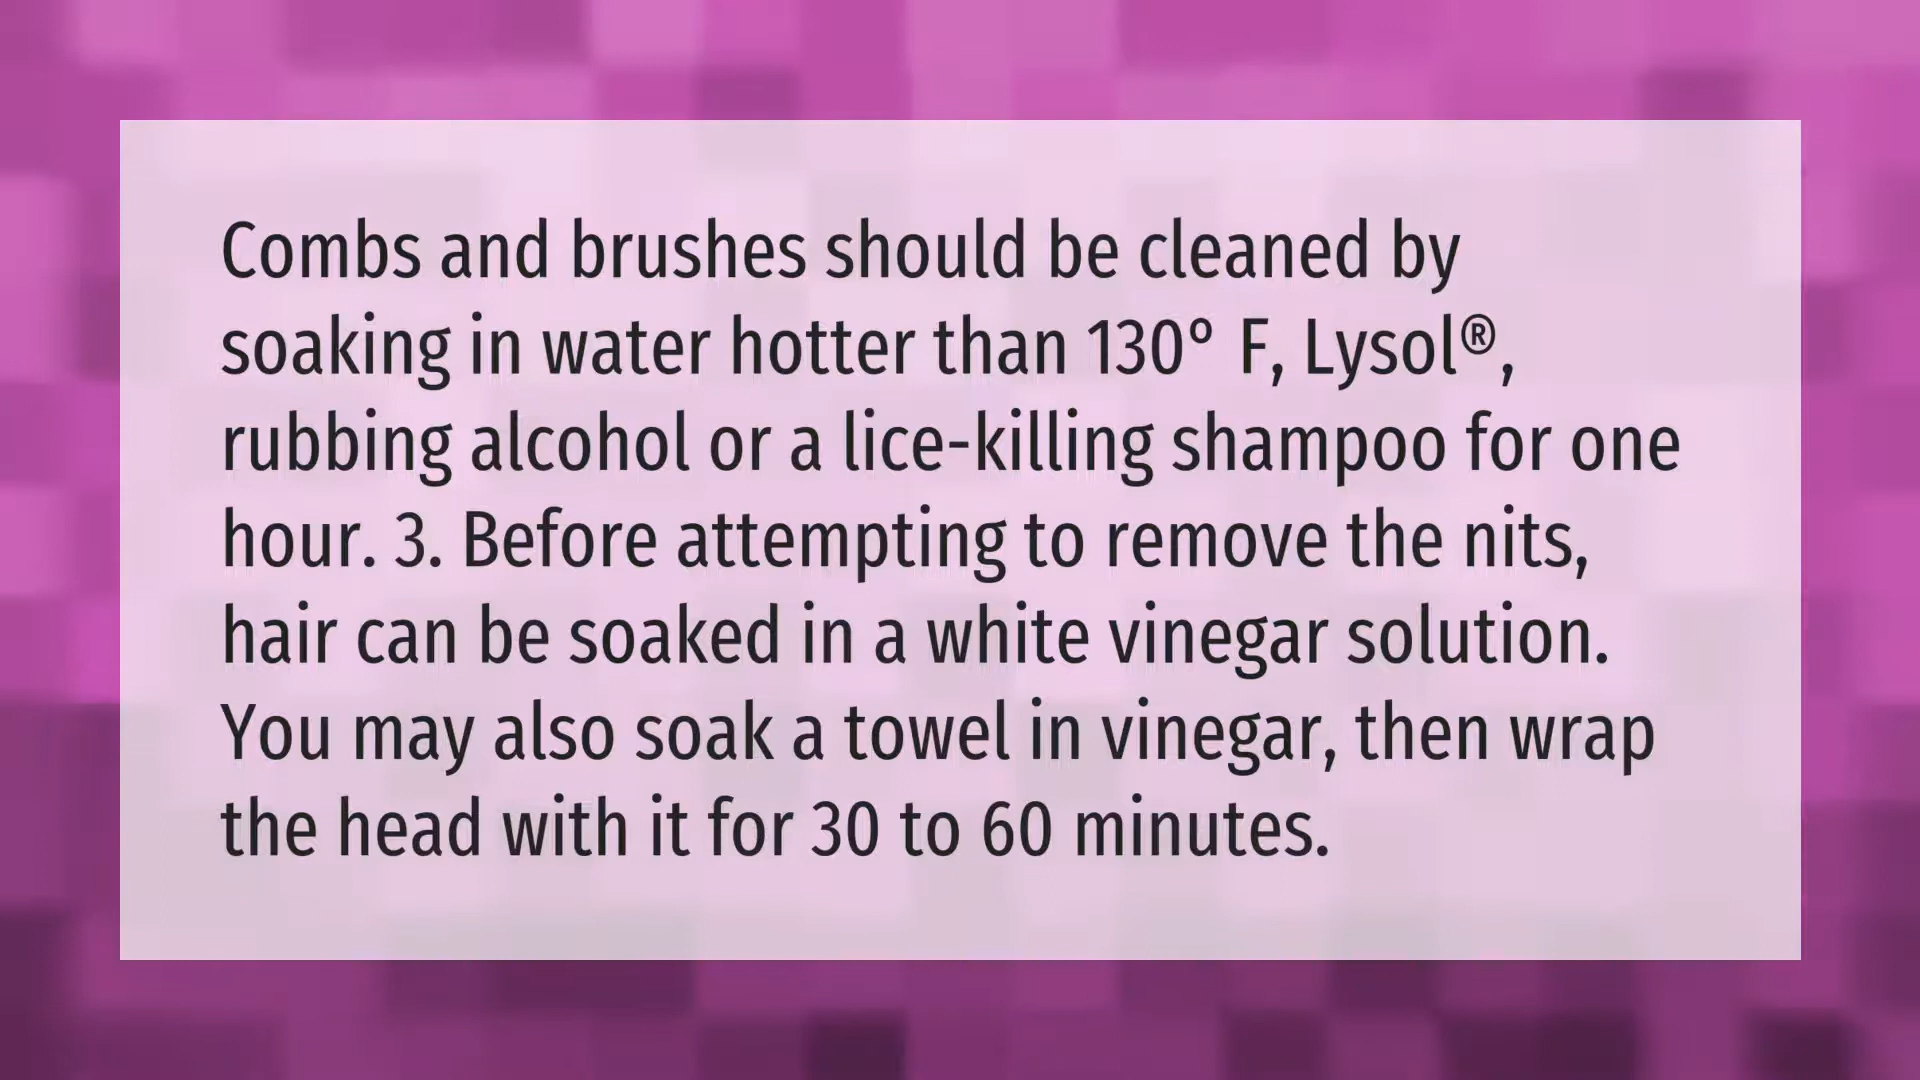 Combs and brushes should be cleaned by
soaking in water hotter than 130º F, Lysol®,
rubbing alcohol or a lice-killing shampoo for one
hour. 3. Before attempting to remove the nits,
hair can be soaked in a white vinegar solution.
You may also soak a towel in vinegar, then wrap
the head with it for 30 to 60 minutes.